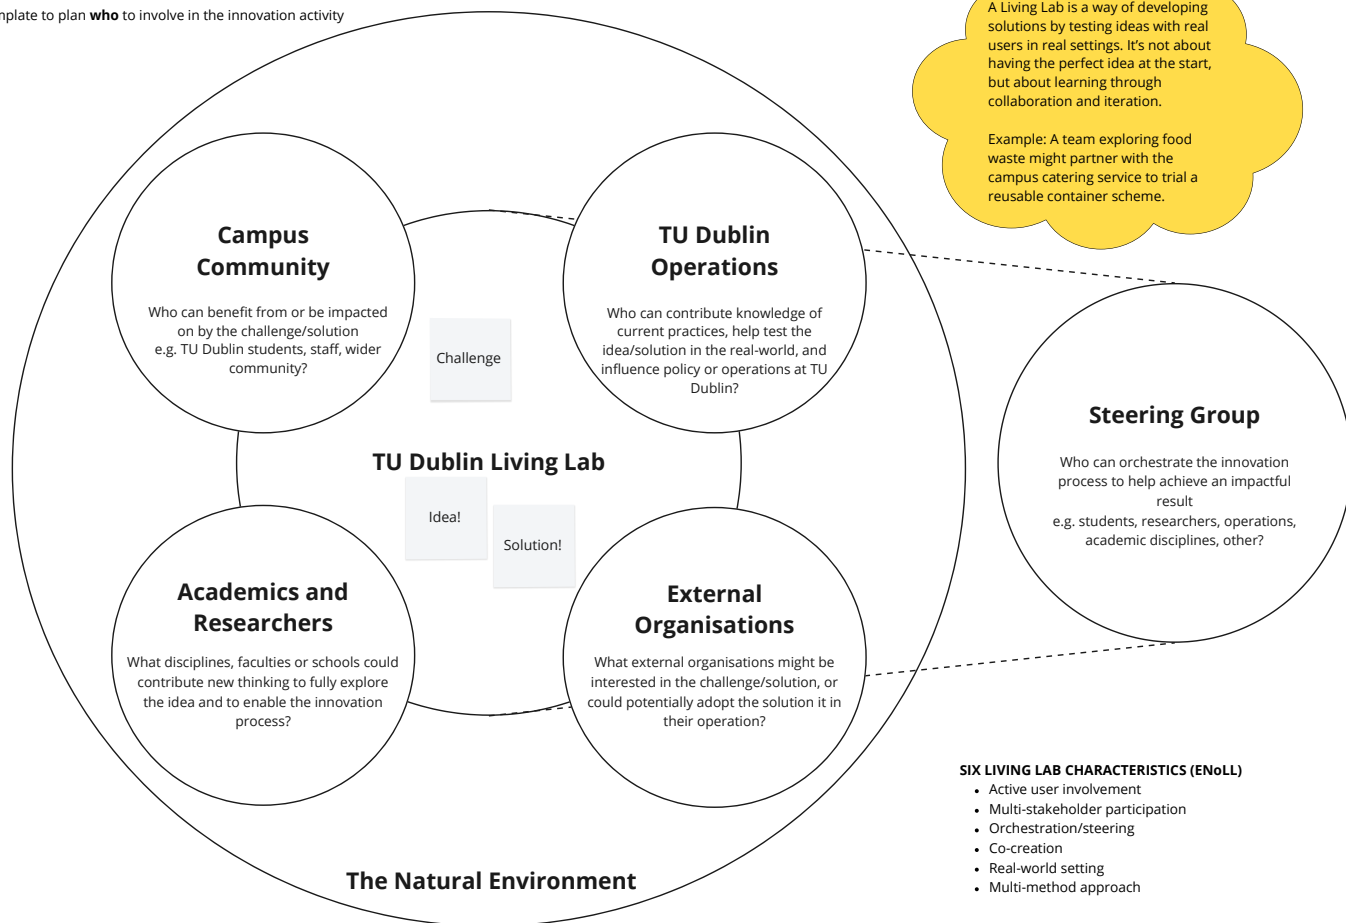 to plan who to involve in the innovation activity
A Living Lab is a way of developing
solutions by testing ideas with real
users in real settings. It's not about
having the perfect idea at the start,
but about learning through
collaboration and iteration.
Example: A team exploring food
waste might partner with the
campus catering service to trial a
reusable container scheme.
Campus
Community
Who can benefit from or be impacted
on by the challenge/solution
e.g. TU Dublin students, staff, wider
community?
TU Dublin
Operations
Who can contribute knowledge of
current practices, help test the
idea/solution in the real-world, and
influence policy or operations at TU
Dublin?
Challenge
Steering Group
Who can orchestrate the innovation
process to help achieve an impactful
result
e.g. students, researchers, operations,
academic disciplines, other?
TU Dublin Living Lab
Idea!
Solution!
Academics and
Researchers
What disciplines, faculties or schools could
contribute new thinking to fully explore
the idea and to enable the innovation
process?
External
Organisations
What external organisations might be
interested in the challenge/solution, or
could potentially adopt the solution it in
their operation?
SIX LIVING LAB CHARACTERISTICS (ENoLL)
• Active user involvement
• Multi-stakeholder participation
• Orchestration/steering
• Co-creation
• Real-world setting
• Multi-method approach
The Natural Environment